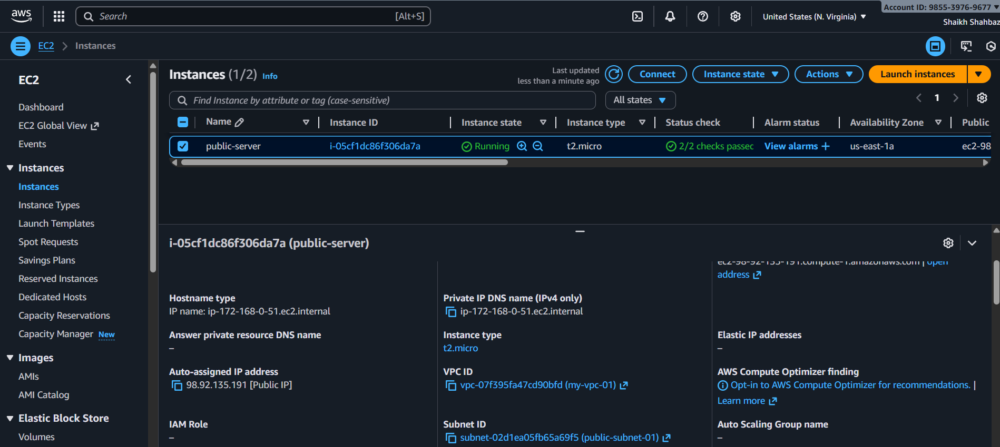 aws
Search [Alt+S]
United States (N. Virginia)
Account ID: 9855-3976-9677
Shaikh Shahbaz
EC2 Instances
EC2
Dashboard
EC2 Global View
Events
Instances
Instances
Instance Types
Launch Templates
Spot Requests
Savings Plans
Reserved Instances
Dedicated Hosts
Capacity Reservations
Capacity Manager New
Images
AMIs
AMI Catalog
Elastic Block Store
Volumes
Instances (1/2) Info
Last updated
less than a minute ago
Connect
Instance state
Actions
Launch instances
Find Instance by attribute or tag (case-sensitive)
All states
1
Name Instance ID Instance state Instance type Status check Alarm status Availability Zone Public
public-server i-05cf1dc86f306da7a Running t2.micro 2/2 checks passec View alarms + us-east-1a ec2-98
i-05cf1dc86f306da7a (public-server)
ec2-98-92-135-191.compute-1.amazonaws.com | open
address
Hostname type
IP name: ip-172-168-0-51.ec2.internal
Private IP DNS name (IPv4 only)
ip-172-168-0-51.ec2.internal
Answer private resource DNS name
–
Instance type
t2.micro
Elastic IP addresses
–
Auto-assigned IP address
98.92.135.191 [Public IP]
VPC ID
vpc-07f395fa47cd90bfd (my-vpc-01)
AWS Compute Optimizer finding
Opt-in to AWS Compute Optimizer for recommendations. |
Learn more
IAM Role
–
Subnet ID
subnet-02d1ea05fb65a69f5 (public-subnet-01)
Auto Scaling Group name
–